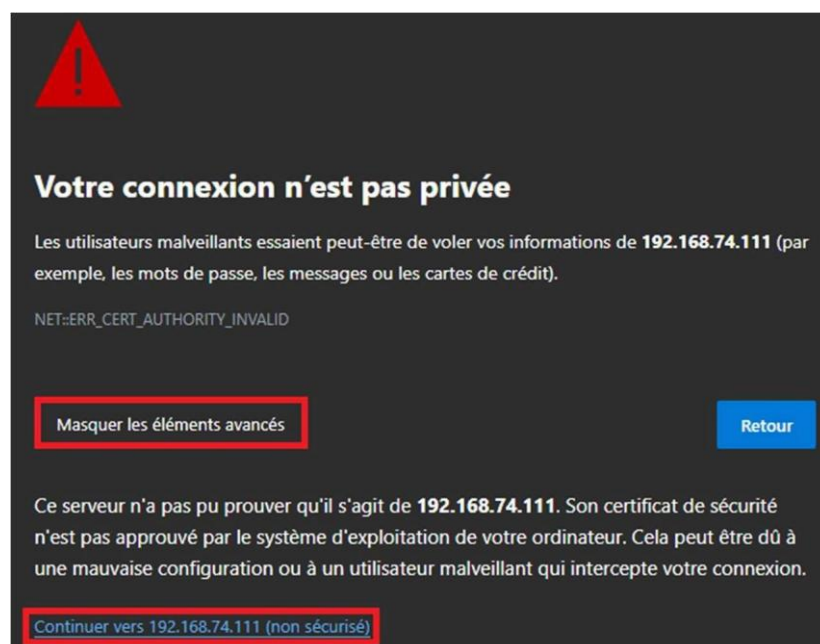 Votre connexion n'est pas privée
Les utilisateurs malveillants essaient peut-être de voler vos informations de 192.168.74.111 (par
exemple, les mots de passe, les messages ou les cartes de crédit).
NET::ERR_CERT_AUTHORITY_INVALID
Masquer les éléments avancés
Retour
Ce serveur n'a pas pu prouver qu'il s'agit de 192.168.74.111. Son certificat de sécurité
n'est pas approuvé par le système d'exploitation de votre ordinateur. Cela peut être dû à
une mauvaise configuration ou à un utilisateur malveillant qui intercepte votre connexion.
Continuer vers 192.168.74.111 (non sécurisé)